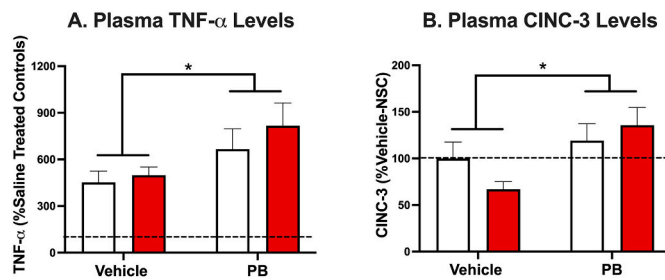 A. Plasma TNF-α Levels
TNF-α (%Saline Treated Controls)
1200
900
600
300
0
*
Vehicle
PB
B. Plasma CINC-3 Levels
CINC-3 (%Vehicle-NSC)
200
150
100
50
0
*
Vehicle
PB